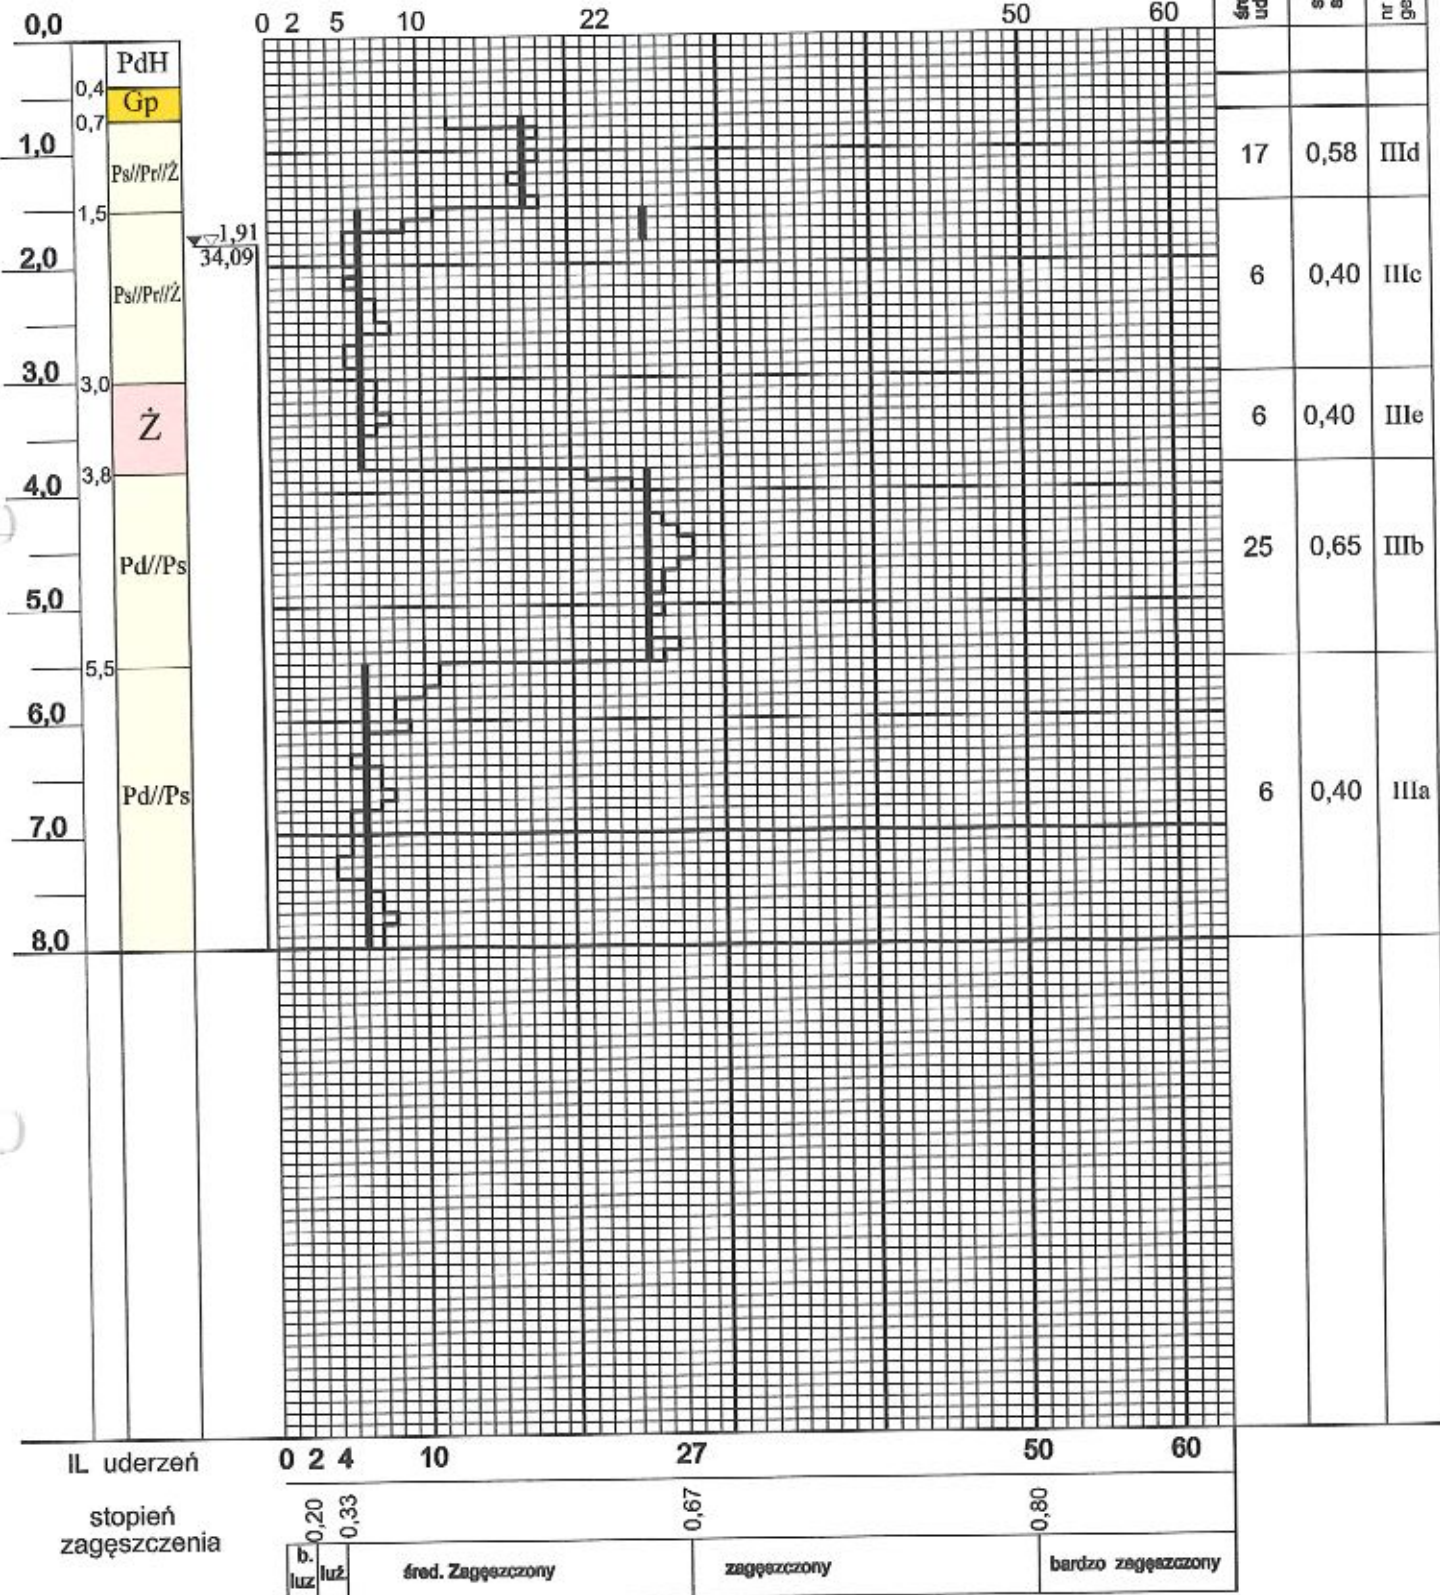 0 2 5 10 22 50 60
0,0
PdH
0,4
Gp
0,7
1,0
Ps//Pr//Ż
17 0,58 IIId
1,5
1,91
34,09
2,0
Ps//Pr//Ż
6 0,40 IIIc
3,0
3,0
Ż
6 0,40 IIIe
3,8
4,0
Pd//Ps
25 0,65 IIIb
5,0
5,5
6,0
Pd//Ps
6 0,40 IIIa
7,0
8,0
IL uderzeń
0 2 4 10 27 50 60
stopień
zagęszczenia
0,20 0,33 0,67 0,80
b.
luz luź. śred. Zagęszczony zagęszczony bardzo zegęszczony